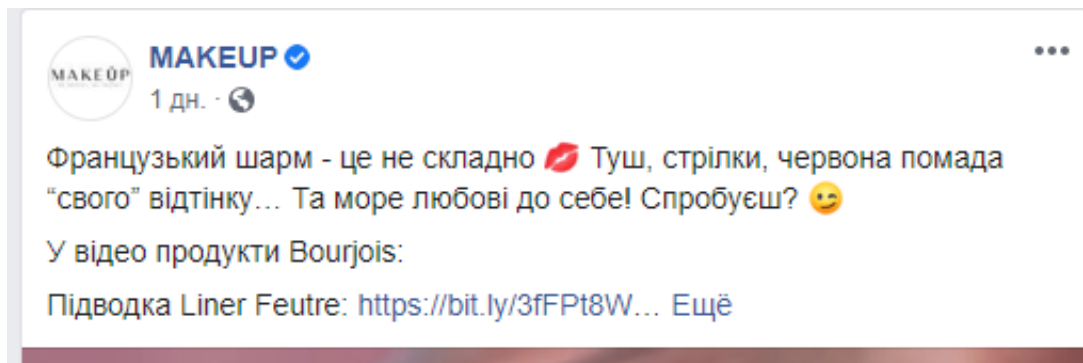 MAKEUP
MAKEUP
1 дн. ·
Французький шарм - це не складно 💋 Туш, стрілки, червона помада
“свого” відтінку… Та море любові до себе! Спробуєш? 😉
У відео продукти Bourjois:
Підводка Liner Feutre: https://bit.ly/3fFPt8W… Ещё